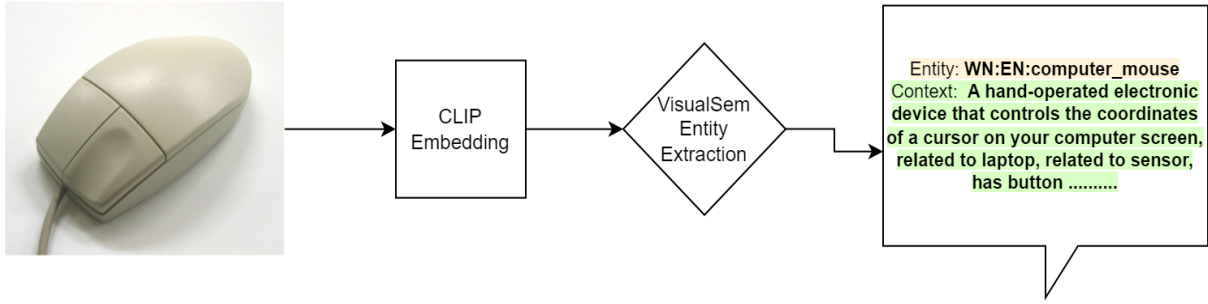 CLIP
Embedding
VisualSem
Entity
Extraction
Entity: WN:EN:computer_mouse
Context: A hand-operated electronic
device that controls the coordinates
of a cursor on your computer screen,
related to laptop, related to sensor,
has button ..........